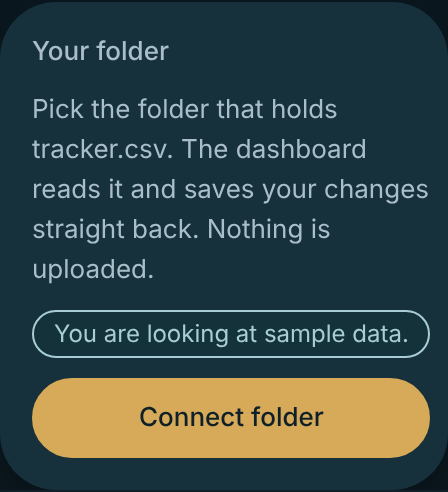 Your folder
Pick the folder that holds
tracker.csv. The dashboard
reads it and saves your changes
straight back. Nothing is
uploaded.
You are looking at sample data.
Connect folder